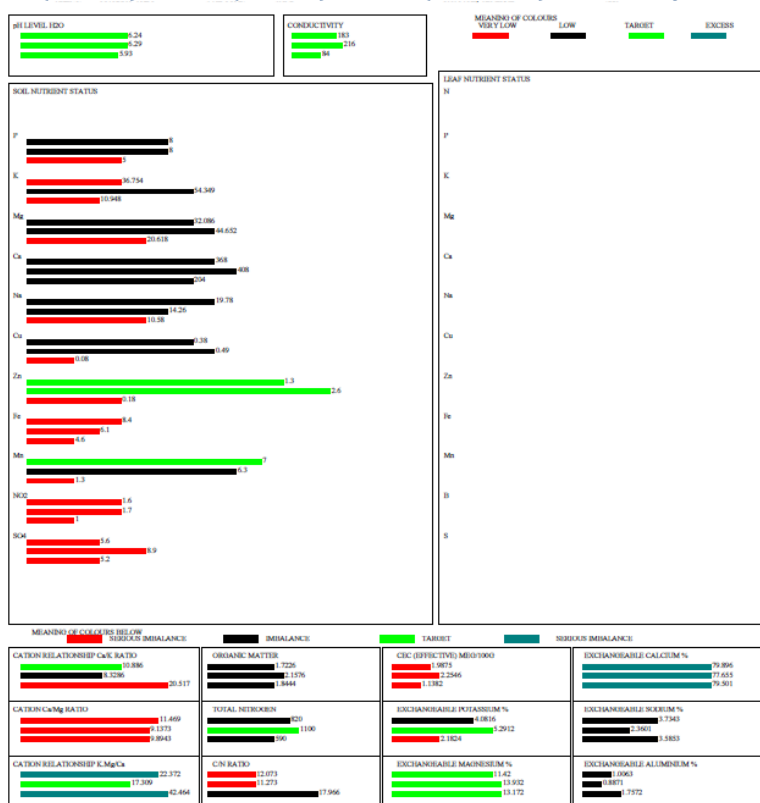 pH LEVEL H2O
6.24
6.29
5.93
CONDUCTIVITY
183
216
84
MEANING OF COLOURS
VERY LOW LOW TARGET EXCESS
SOIL NUTRIENT STATUS
P
8
8
5
K
36.754
54.349
10.948
Mg
32.086
44.652
20.618
Ca
368
408
204
Na
19.78
14.26
10.58
Cu
0.38
0.49
0.08
Zn
1.3
2.6
0.18
Fe
8.4
6.1
4.6
Mn
7
6.3
1.3
NO2
1.6
1.7
1
SO4
5.6
8.9
5.2
LEAF NUTRIENT STATUS
N
P
K
Mg
Ca
Na
Cu
Zn
Fe
Mn
B
S
MEANING OF COLOURS BELOW
SERIOUS IMBALANCE IMBALANCE TARGET SERIOUS IMBALANCE
CATION RELATIONSHIP Ca/K RATIO
10.886
8.3286
20.517
ORGANIC MATTER
1.7226
2.1576
1.8444
CEC (EFFECTIVE) MEQ/100G
1.9875
2.2546
1.1382
EXCHANGEABLE CALCIUM %
79.896
77.655
79.501
CATION Ca/Mg RATIO
11.469
9.1373
9.8943
TOTAL NITROGEN
820
1100
590
EXCHANGEABLE POTASSIUM %
4.0816
5.2912
2.1824
EXCHANGEABLE SODIUM %
3.7343
2.3601
3.5853
CATION RELATIONSHIP K.Mg/Ca
22.372
17.309
42.464
C/N RATIO
12.073
11.273
17.966
EXCHANGEABLE MAGNESIUM %
11.42
13.932
13.172
EXCHANGEABLE ALUMINIUM %
1.0063
0.8871
1.7572